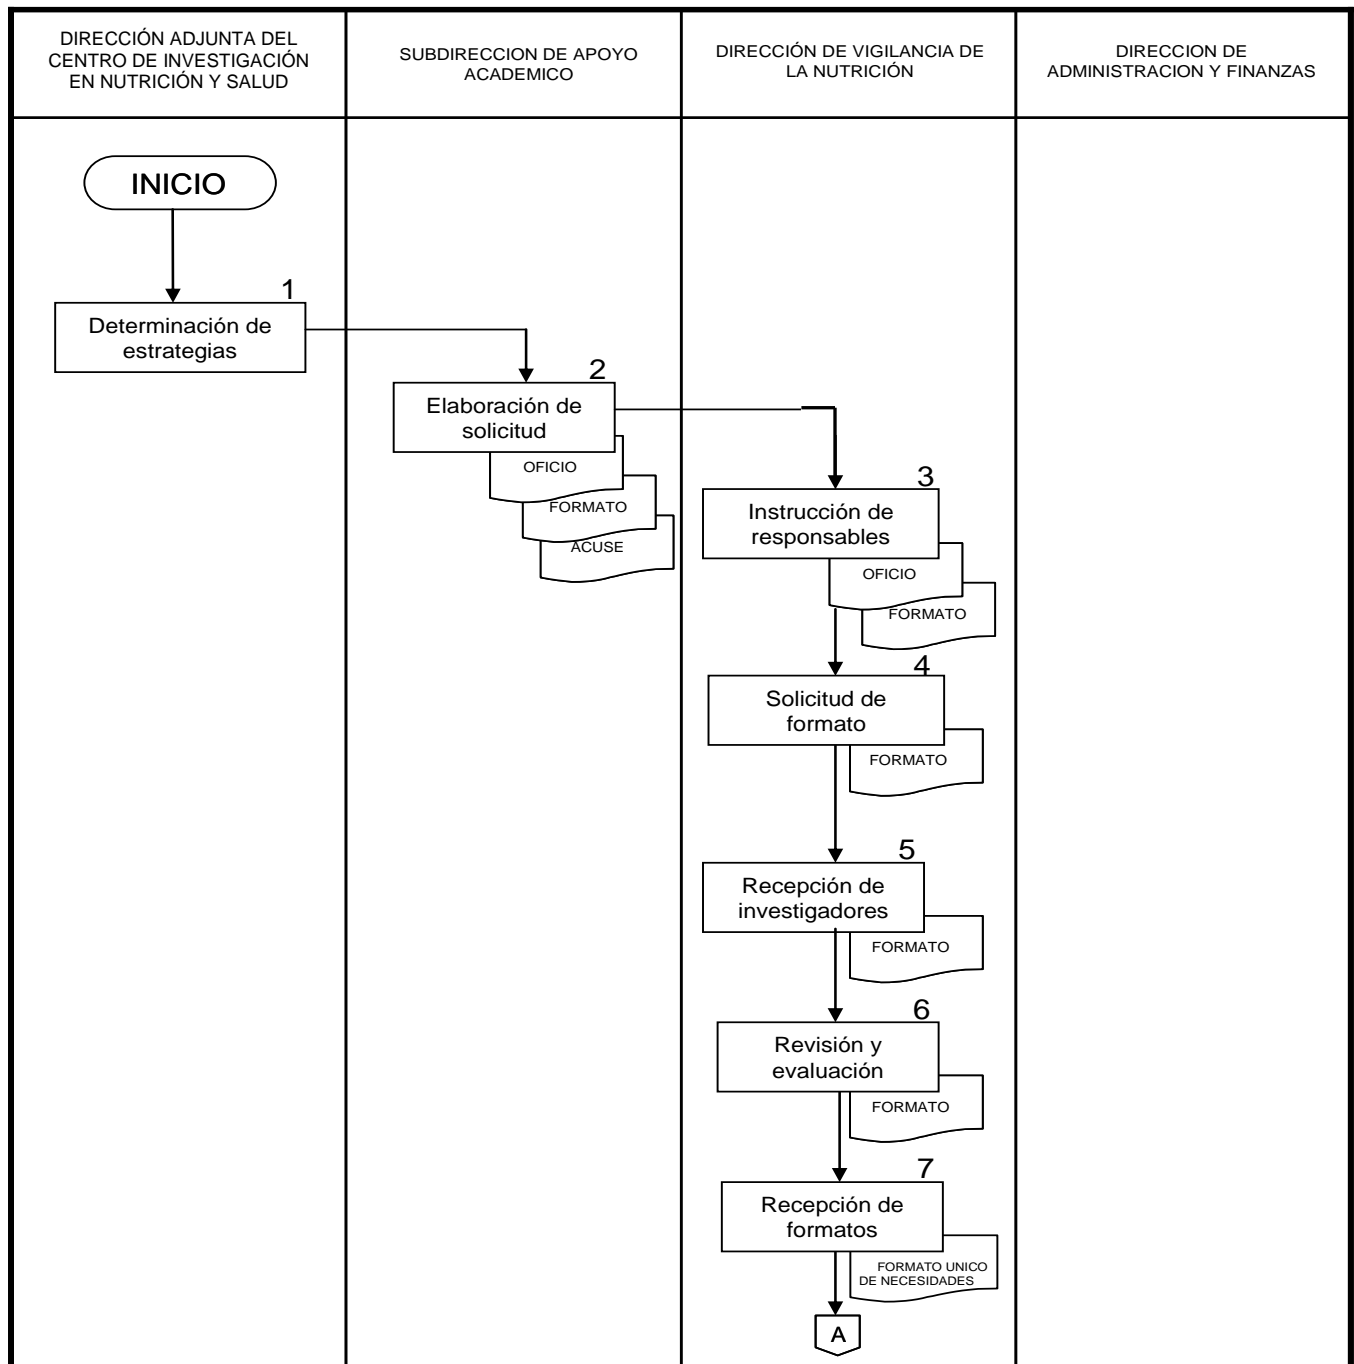 DIRECCIÓN ADJUNTA DEL
CENTRO DE INVESTIGACIÓN
EN NUTRICIÓN Y SALUD
SUBDIRECCION DE APOYO
ACADEMICO
DIRECCIÓN DE VIGILANCIA DE
LA NUTRICIÓN
DIRECCION DE
ADMINISTRACION Y FINANZAS
INICIO
1
Determinación de
estrategias
2
Elaboración de
solicitud
OFICIO
FORMATO
ACUSE
3
Instrucción de
responsables
OFICIO
FORMATO
4
Solicitud de
formato
FORMATO
5
Recepción de
investigadores
FORMATO
6
Revisión y
evaluación
FORMATO
7
Recepción de
formatos
FORMATO UNICO
DE NECESIDADES
A